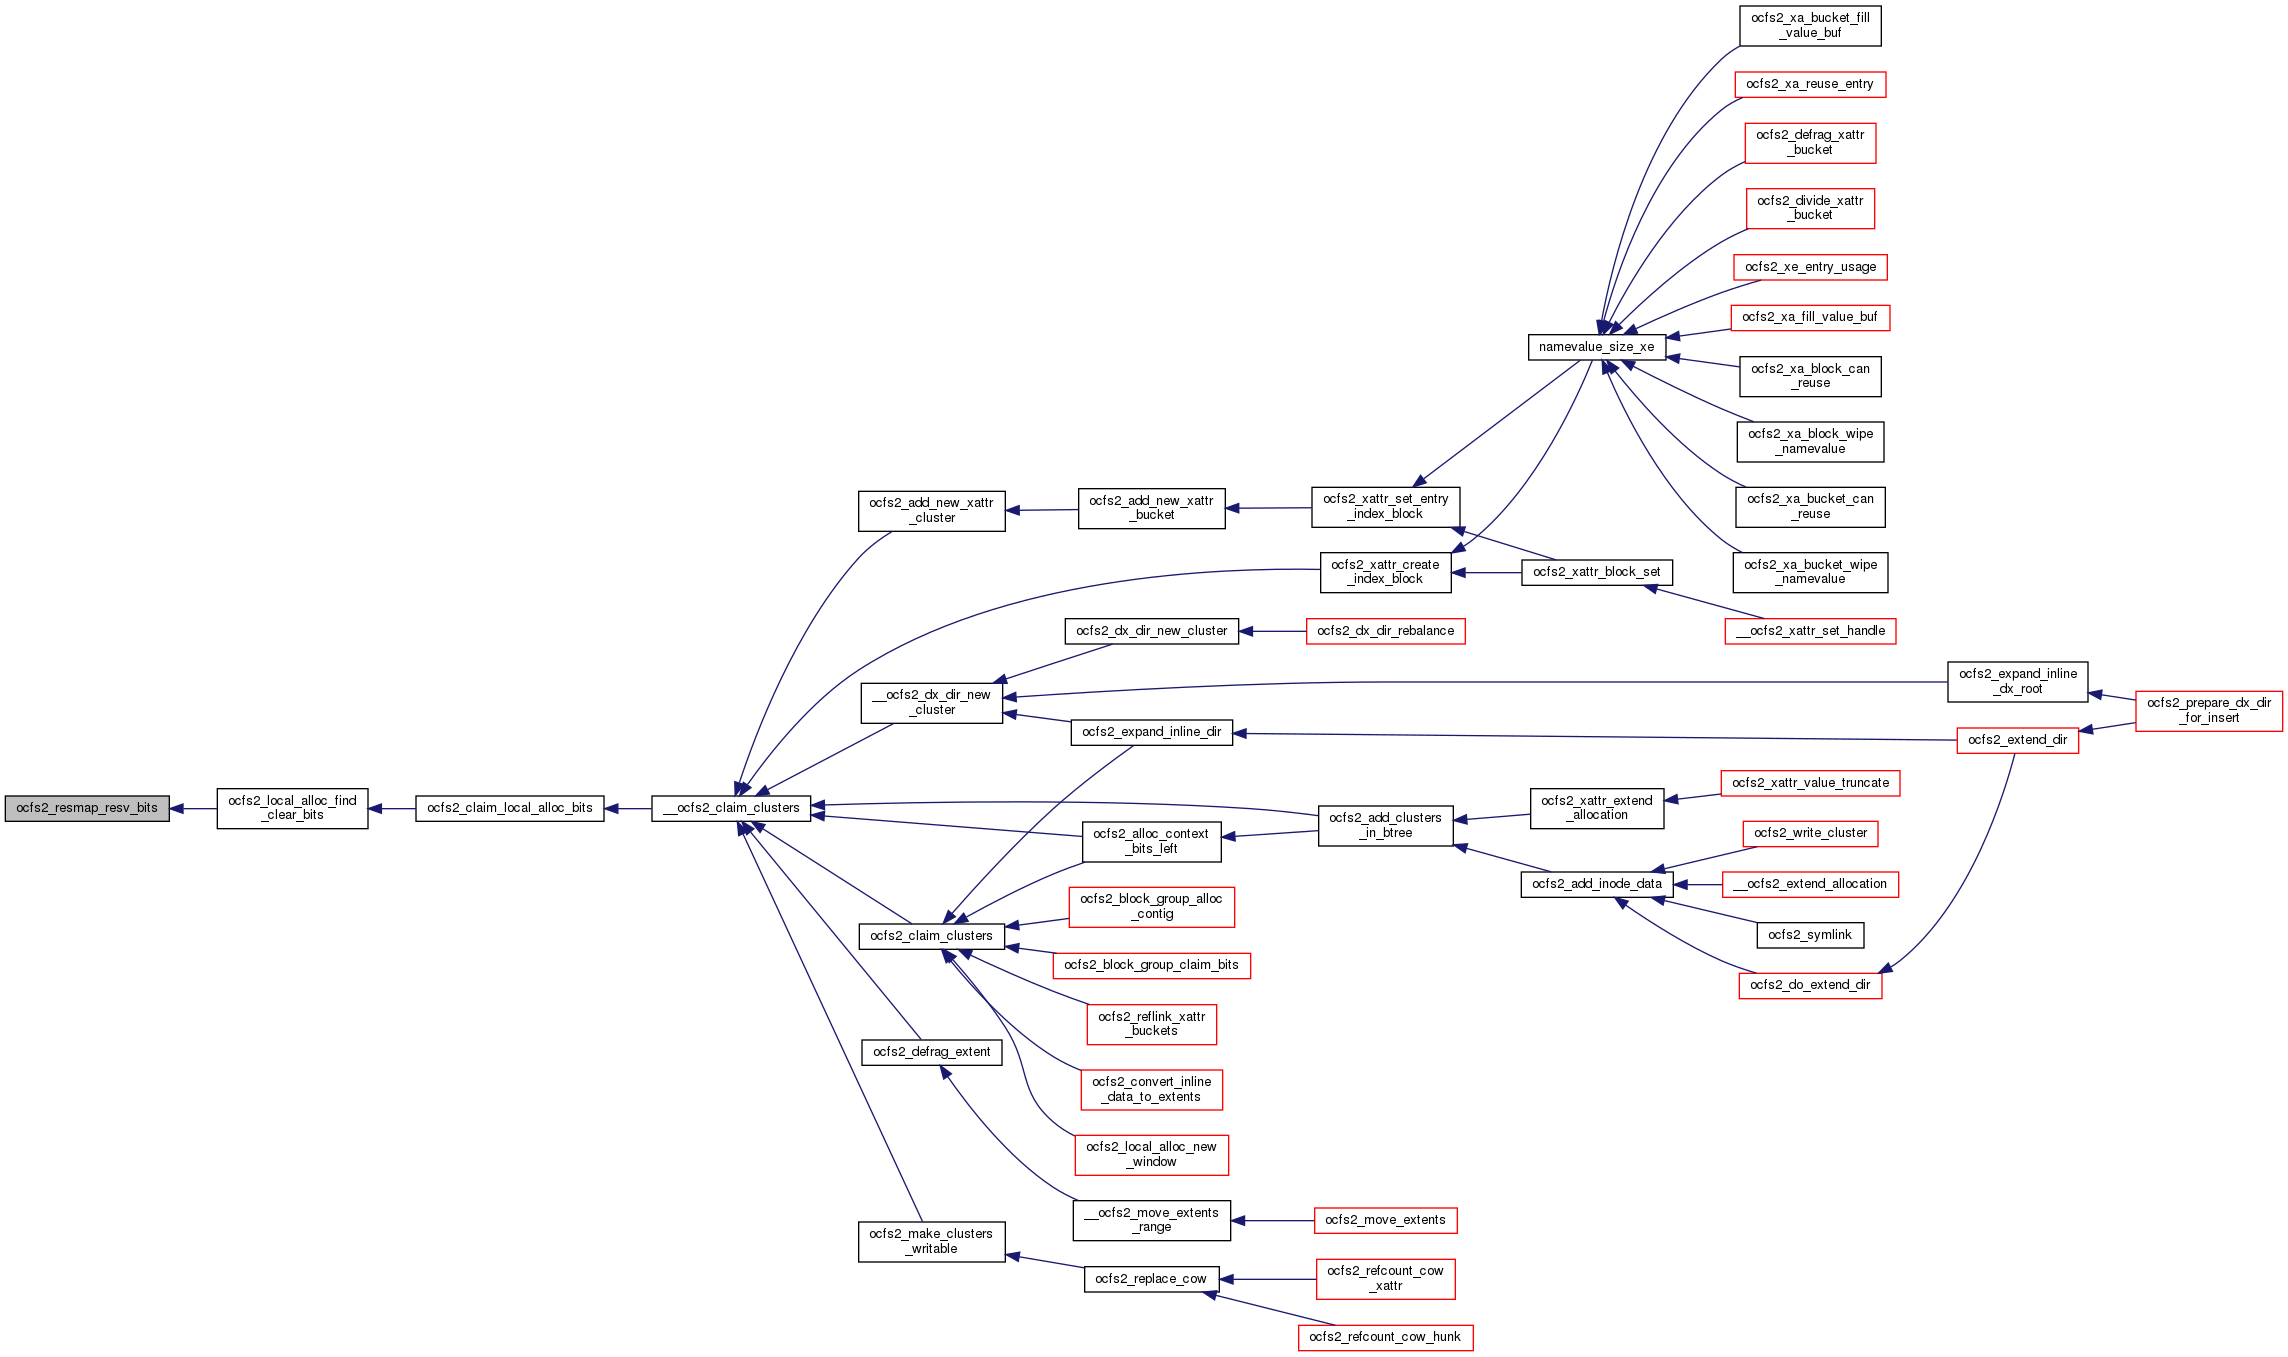 ocfs2_xa_bucket_fill
_value_buf
ocfs2_xa_reuse_entry
ocfs2_defrag_xattr
_bucket
ocfs2_divide_xattr
_bucket
ocfs2_xe_entry_usage
ocfs2_xa_fill_value_buf
namevalue_size_xe
ocfs2_xa_block_can
_reuse
ocfs2_xa_block_wipe
_namevalue
ocfs2_add_new_xattr
_cluster
ocfs2_add_new_xattr
_bucket
ocfs2_xattr_set_entry
_index_block
ocfs2_xa_bucket_can
_reuse
ocfs2_xattr_create
_index_block
ocfs2_xattr_block_set
ocfs2_xa_bucket_wipe
_namevalue
ocfs2_dx_dir_new_cluster
ocfs2_dx_dir_rebalance
__ocfs2_xattr_set_handle
__ocfs2_dx_dir_new
_cluster
ocfs2_expand_inline
_dx_root
ocfs2_prepare_dx_dir
_for_insert
ocfs2_expand_inline_dir
ocfs2_extend_dir
ocfs2_resmap_resv_bits
ocfs2_local_alloc_find
_clear_bits
ocfs2_claim_local_alloc_bits
__ocfs2_claim_clusters
ocfs2_xattr_value_truncate
ocfs2_xattr_extend
_allocation
ocfs2_add_clusters
_in_btree
ocfs2_alloc_context
_bits_left
ocfs2_write_cluster
ocfs2_add_inode_data
__ocfs2_extend_allocation
ocfs2_block_group_alloc
_contig
ocfs2_claim_clusters
ocfs2_symlink
ocfs2_block_group_claim_bits
ocfs2_do_extend_dir
ocfs2_reflink_xattr
_buckets
ocfs2_defrag_extent
ocfs2_convert_inline
_data_to_extents
ocfs2_local_alloc_new
_window
__ocfs2_move_extents
_range
ocfs2_move_extents
ocfs2_make_clusters
_writable
ocfs2_replace_cow
ocfs2_refcount_cow
_xattr
ocfs2_refcount_cow_hunk